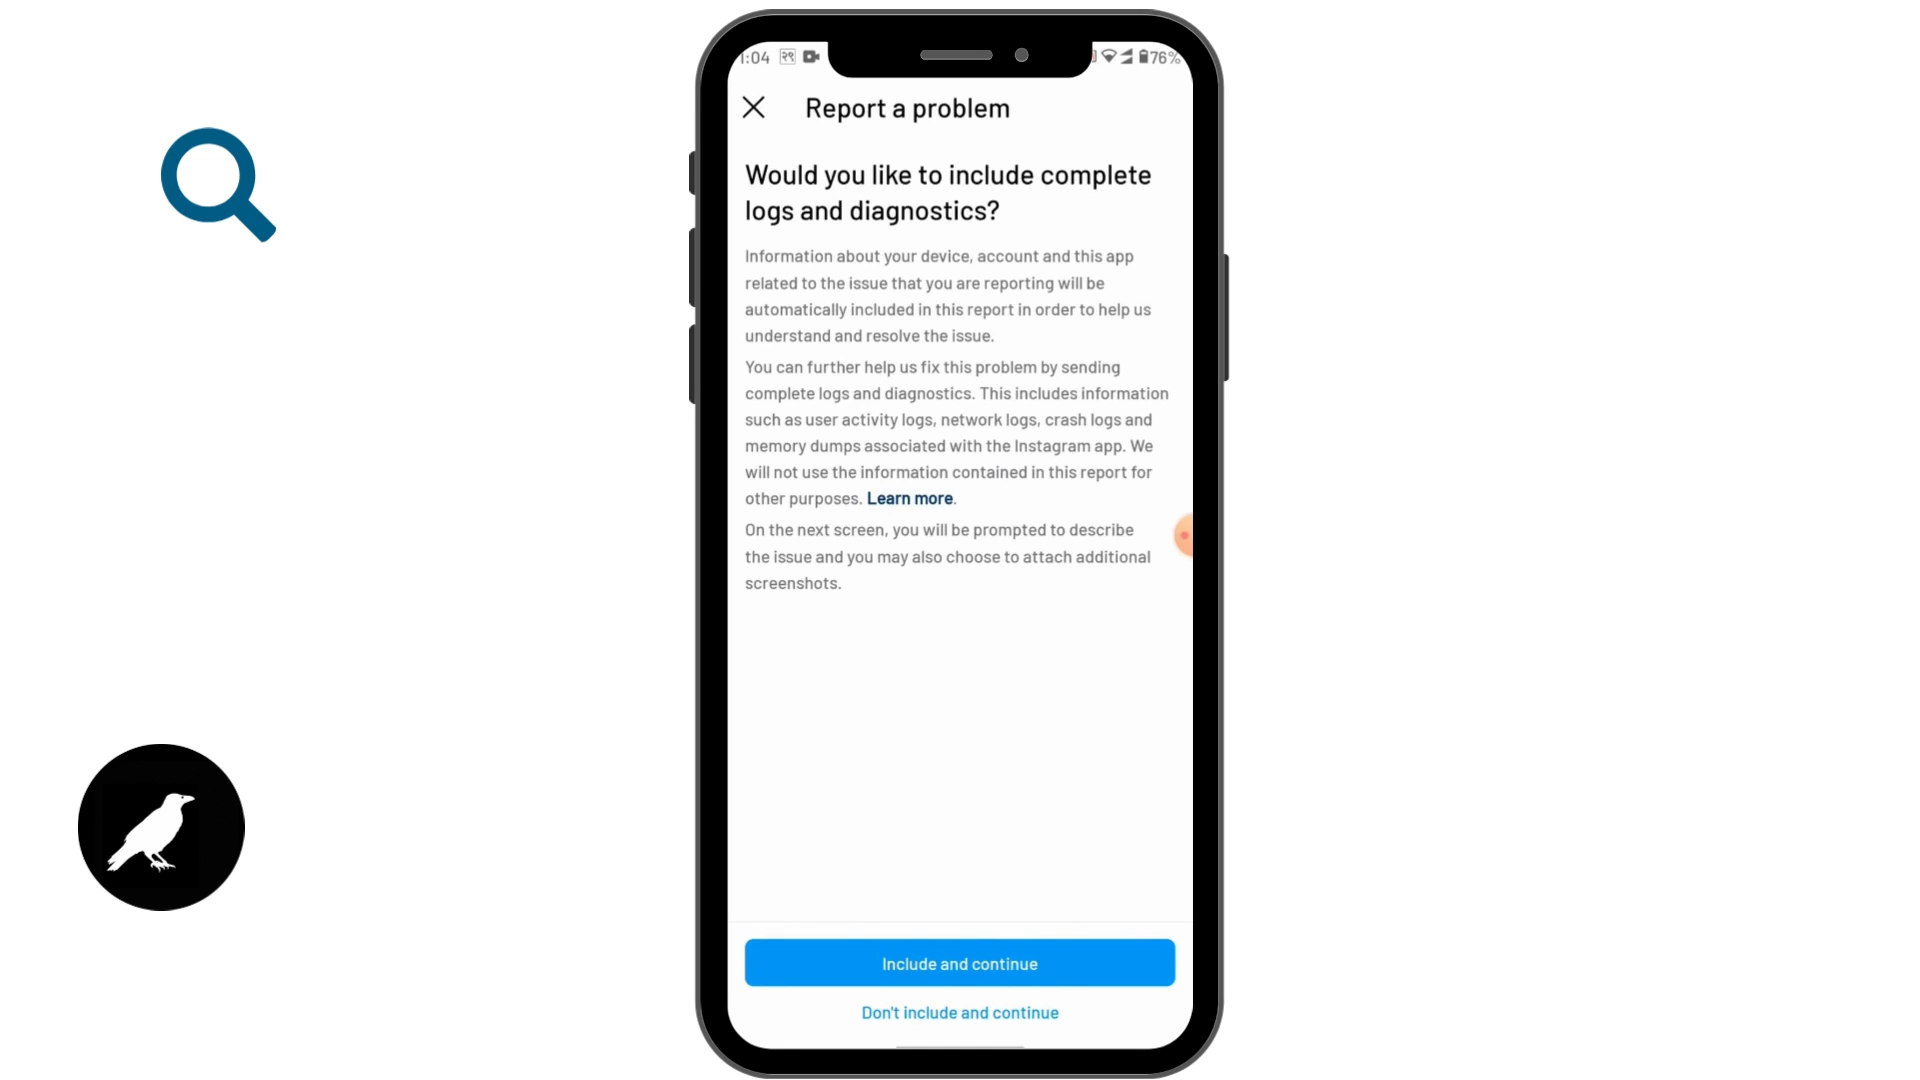 1:04 २९ 76%
Report a problem
Would you like to include complete
logs and diagnostics?
Information about your device, account and this app
related to the issue that you are reporting will be
automatically included in this report in order to help us
understand and resolve the issue.
You can further help us fix this problem by sending
complete logs and diagnostics. This includes information
such as user activity logs, network logs, crash logs and
memory dumps associated with the Instagram app. We
will not use the information contained in this report for
other purposes. Learn more.
On the next screen, you will be prompted to describe
the issue and you may also choose to attach additional
screenshots.
Include and continue
Don't include and continue